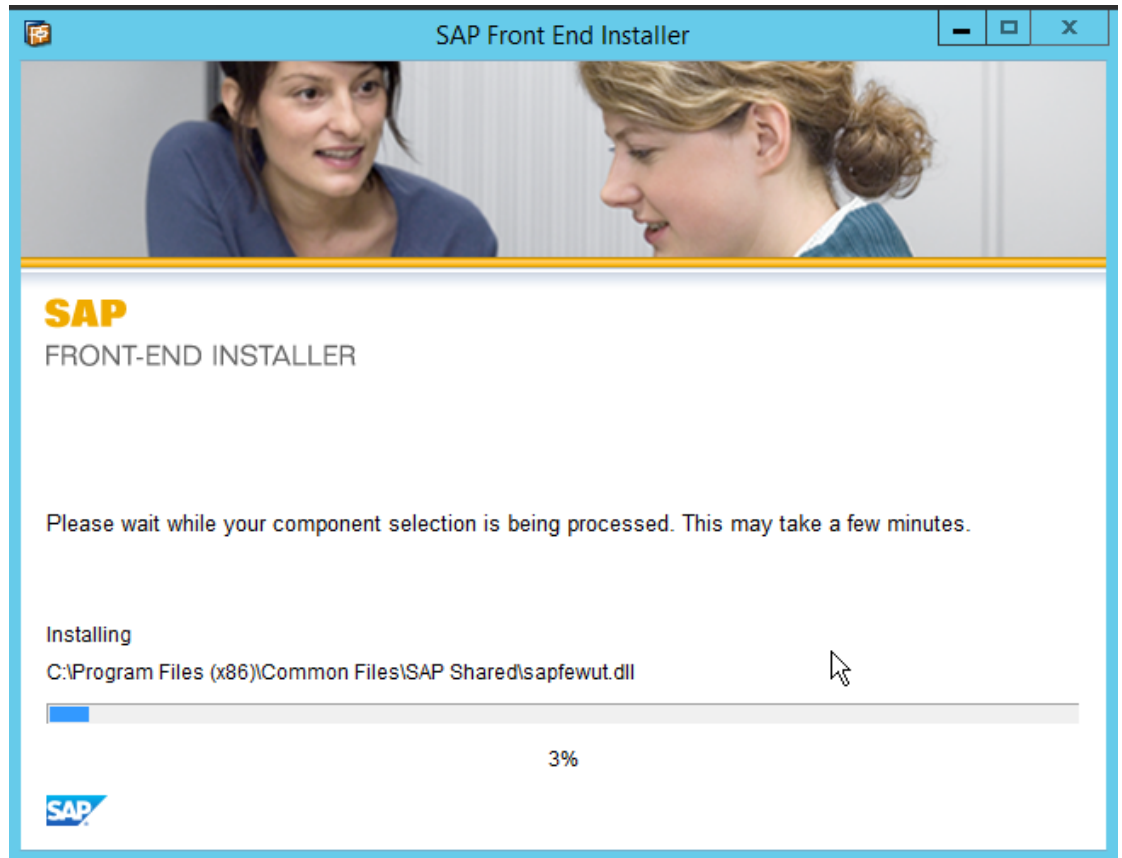 SAP Front End Installer
SAP
FRONT-END INSTALLER
Please wait while your component selection is being processed. This may take a few minutes.
Installing
C:\Program Files (x86)\Common Files\SAP Shared\sapfewut.dll
3%
SAP